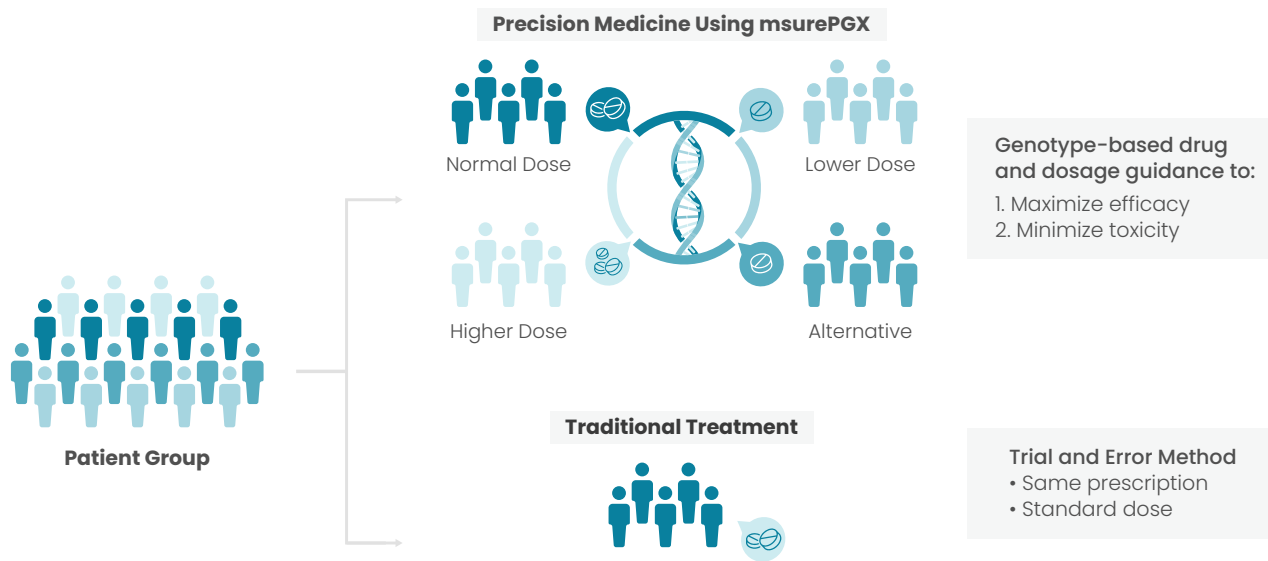 Precision Medicine Using msurePGX
Normal Dose
Lower Dose
Higher Dose
Alternative
Genotype-based drug
and dosage guidance to:
1. Maximize efficacy
2. Minimize toxicity
Patient Group
Traditional Treatment
Trial and Error Method
• Same prescription
• Standard dose